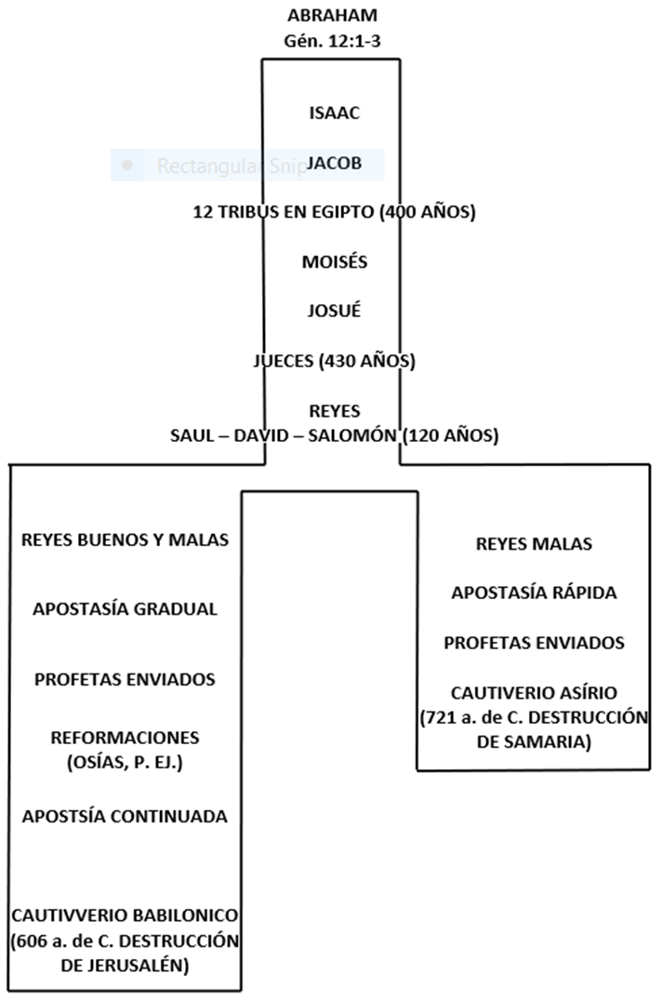 ABRAHAM
Gén. 12:1-3
ISAAC
Rectangular Snip
JACOB
12 TRIBUS EN EGIPTO (400 AÑOS)
MOISÉS
JOSUÉ
JUECES (430 AÑOS)
REYES
SAUL – DAVID – SALOMÓN (120 AÑOS)
REYES BUENOS Y MALAS
APOSTASÍA GRADUAL
PROFETAS ENVIADOS
REFORMACIONES
(OSÍAS, P. EJ.)
APOSTSÍA CONTINUADA
CAUTIVVERIO BABILONICO
(606 a. de C. DESTRUCCIÓN
DE JERUSALÉN)
REYES MALAS
APOSTASÍA RÁPIDA
PROFETAS ENVIADOS
CAUTIVERIO ASÍRIO
(721 a. de C. DESTRUCCIÓN
DE SAMARIA)